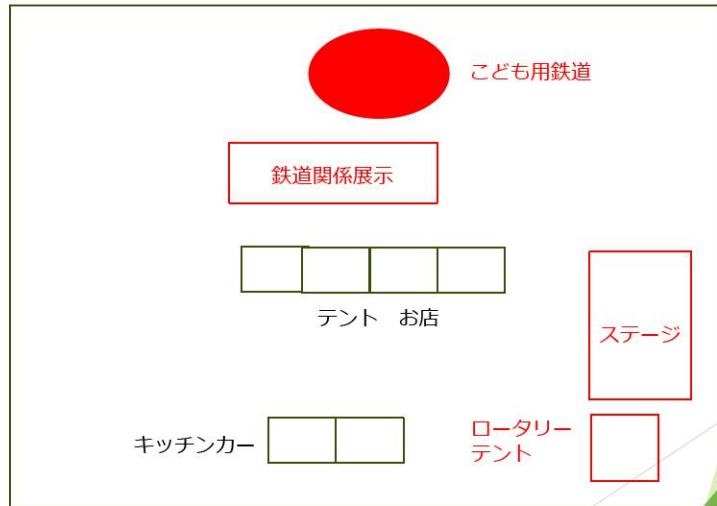 こども用鉄道
鉄道関係展示
テント　お店
ステージ
キッチンカー
ロータリー
テント